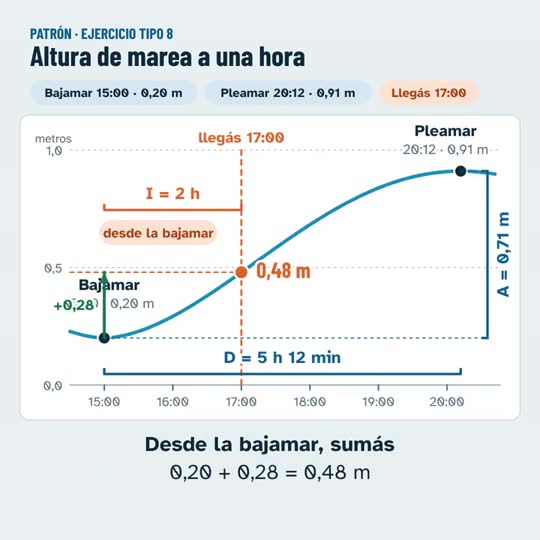 PATRÓN · EJERCICIO TIPO 8
Altura de marea a una hora
Bajamar 15:00 · 0,20 m
Pleamar 20:12 · 0,91 m
Llegás 17:00
metros
llegás 17:00
Pleamar
20:12 · 0,91 m
1,0
I = 2 h
desde la bajamar
A = 0,71 m
0,5
0,48 m
Bajamar
+0,28
0,20 m
D = 5 h 12 min
0,0
15:00 16:00 17:00 18:00 19:00 20:00
Desde la bajamar, sumás
0,20 + 0,28 = 0,48 m